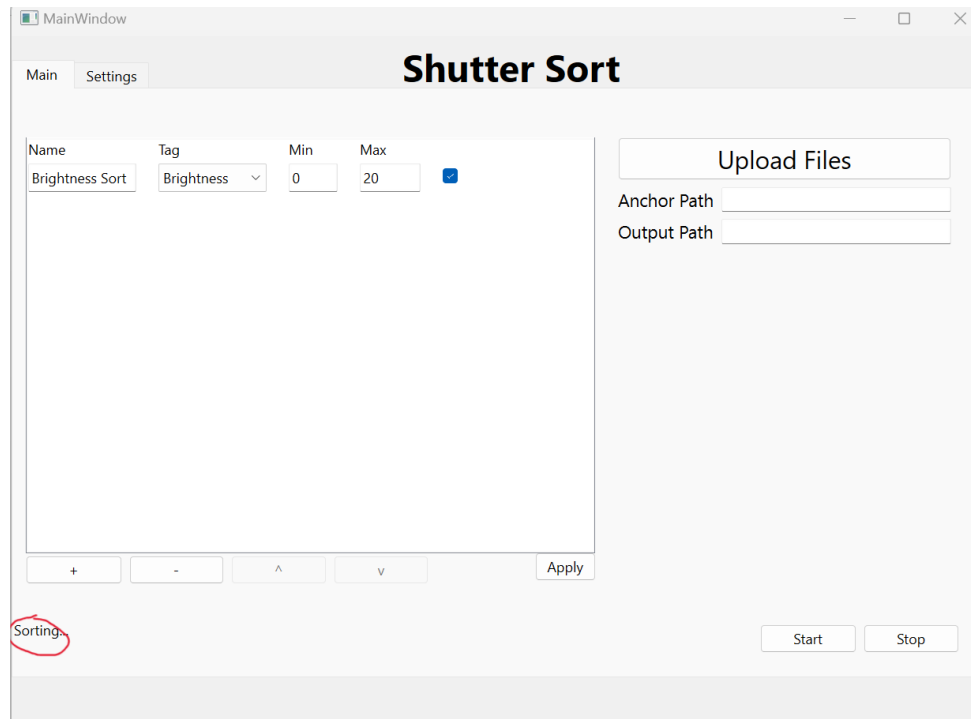 MainWindow
Main Settings Shutter Sort
Name Tag Min Max
Brightness Sort Brightness 0 20
Upload Files
Anchor Path
Output Path
+ - ^ v Apply
Sorting...
Start Stop